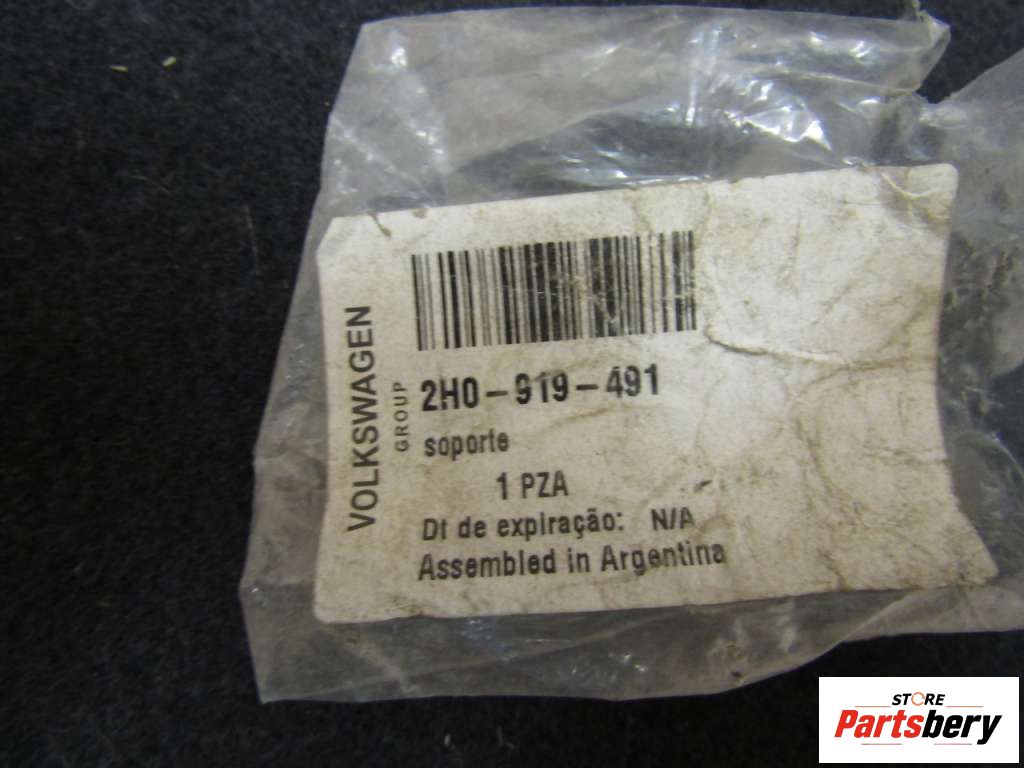 VOLKSWAGEN
GROUP
2H0-919-491
soporte
1 PZA
Dt de expiração: N/A
Assembled in Argentina
STORE
Partsbery